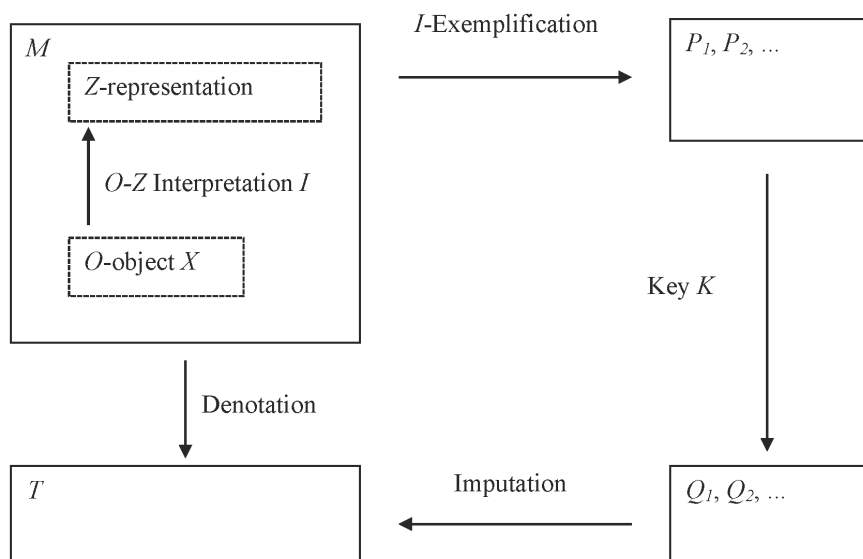 I-Exemplification
M
P1, P2, ...
Z-representation
O-Z Interpretation I
O-object X
Key K
Denotation
T
Imputation
Q1, Q2, ...